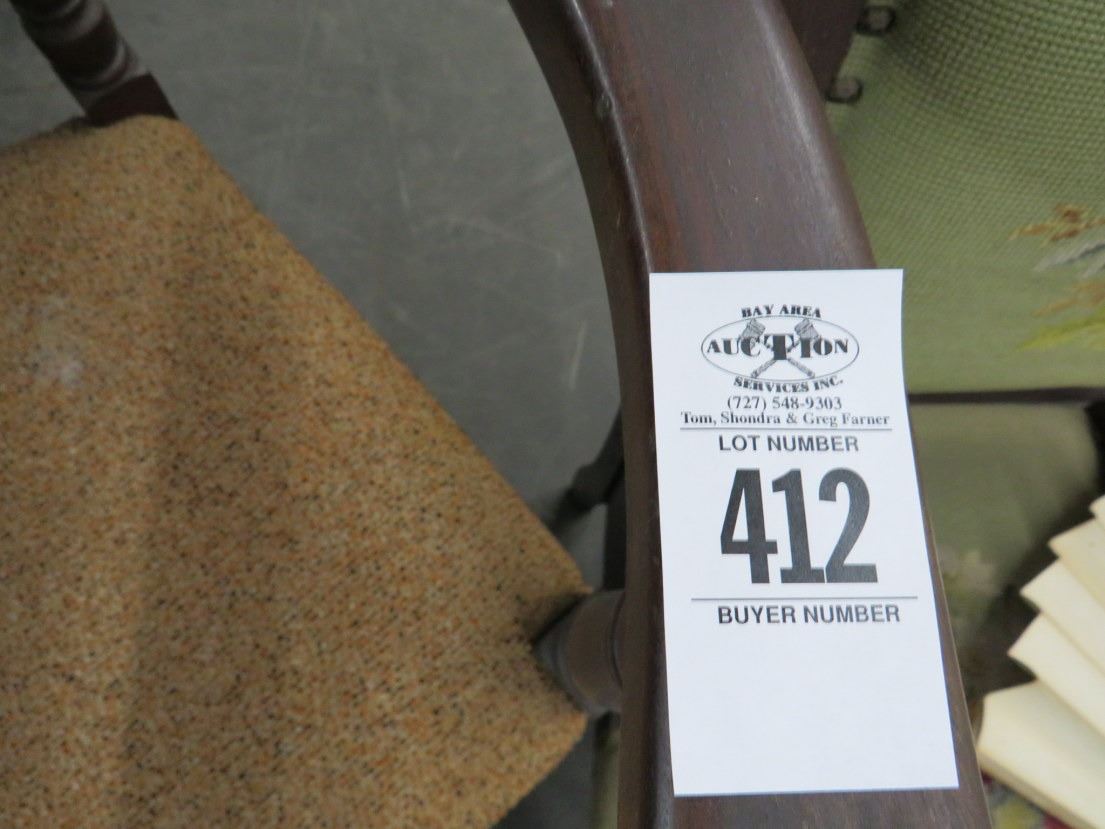 BAY AREA
AUCTION
SERVICES INC.
(727) 548-9303
Tom, Shondra & Greg Farner
LOT NUMBER
412
BUYER NUMBER